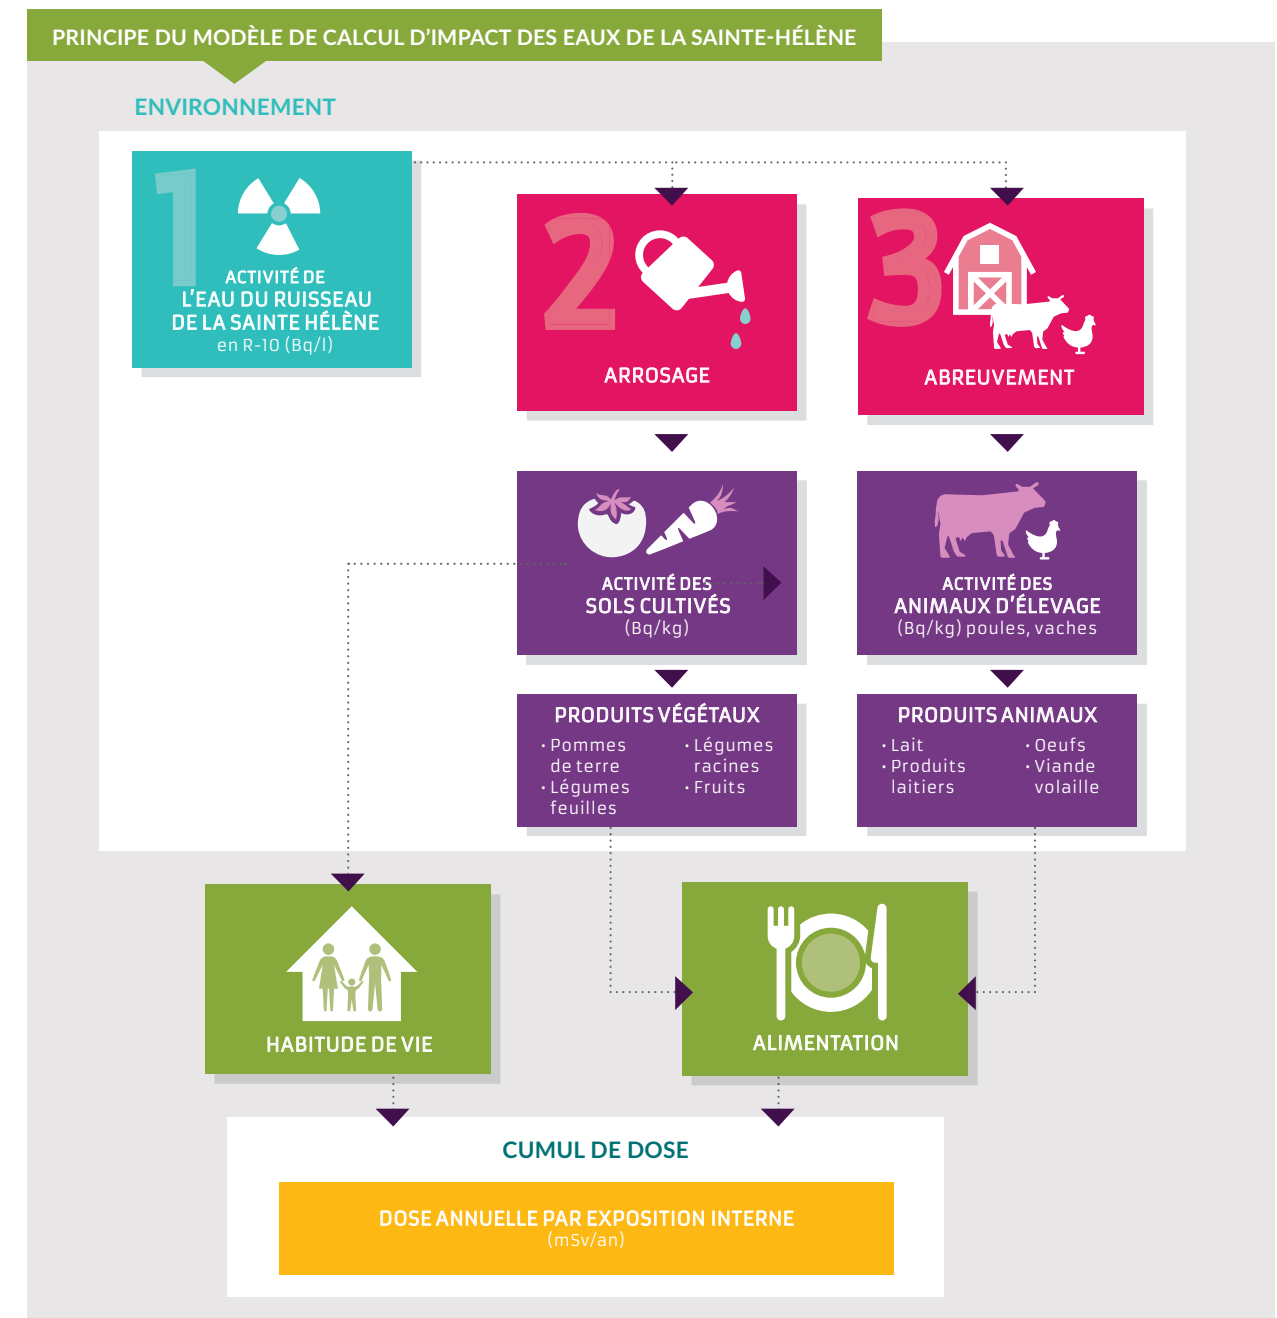 PRINCIPE DU MODÈLE DE CALCUL D’IMPACT DES EAUX DE LA SAINTE-HÉLÈNE
ENVIRONNEMENT
1
ACTIVITÉ DE
L’EAU DU RUISSEAU
DE LA SAINTE HÉLÈNE
en R-10 (Bq/l)
2
ARROSAGE
3
ABREUVEMENT
ACTIVITÉ DES
SOLS CULTIVÉS
(Bq/kg)
ACTIVITÉ DES
ANIMAUX D’ÉLEVAGE
(Bq/kg) poules, vaches
PRODUITS VÉGÉTAUX
• Pommes
de terre
• Légumes
feuilles
• Légumes
racines
• Fruits
PRODUITS ANIMAUX
• Lait
• Produits
laitiers
• Oeufs
• Viande
volaille
HABITUDE DE VIE
ALIMENTATION
CUMUL DE DOSE
DOSE ANNUELLE PAR EXPOSITION INTERNE
(mSv/an)